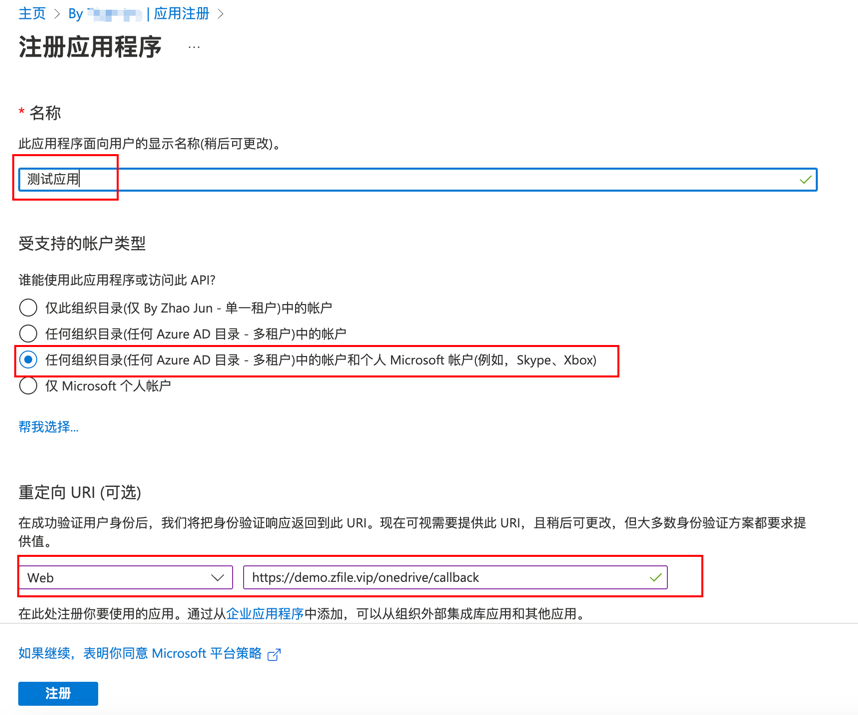 主页 > By | 应用注册 >
注册应用程序 ...
* 名称
此应用程序面向用户的显示名称(稍后可更改)。
测试应用
受支持的帐户类型
谁能使用此应用程序或访问此 API?
仅此组织目录(仅 By Zhao Jun - 单一租户)中的帐户
任何组织目录(任何 Azure AD 目录 - 多租户)中的帐户
任何组织目录(任何 Azure AD 目录 - 多租户)中的帐户和个人 Microsoft 帐户(例如，Skype、Xbox)
仅 Microsoft 个人帐户
帮我选择...
重定向 URI (可选)
在成功验证用户身份后，我们将把身份验证响应返回到此 URI。现在可视需要提供此 URI，且稍后可更改，但大多数身份验证方案都要求提
供值。
Web https://demo.zfile.vip/onedrive/callback
在此处注册你要使用的应用。通过从企业应用程序中添加，可以从组织外部集成库应用和其他应用。
如果继续，表明你同意 Microsoft 平台策略
注册